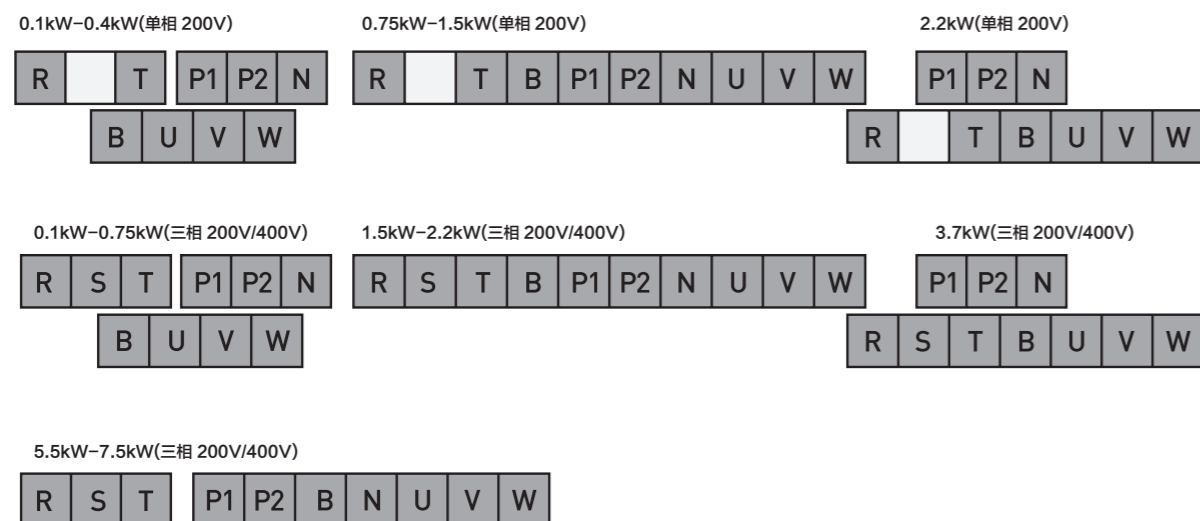 0.1kW-0.4kW(单相 200V)
R T P1 P2 N
B U V W
0.75kW-1.5kW(单相 200V)
R T B P1 P2 N U V W
2.2kW(单相 200V)
P1 P2 N
R T B U V W
0.1kW-0.75kW(三相 200V/400V)
R S T P1 P2 N
B U V W
1.5kW-2.2kW(三相 200V/400V)
R S T B P1 P2 N U V W
3.7kW(三相 200V/400V)
P1 P2 N
R S T B U V W
5.5kW-7.5kW(三相 200V/400V)
R S T P1 P2 B N U V W